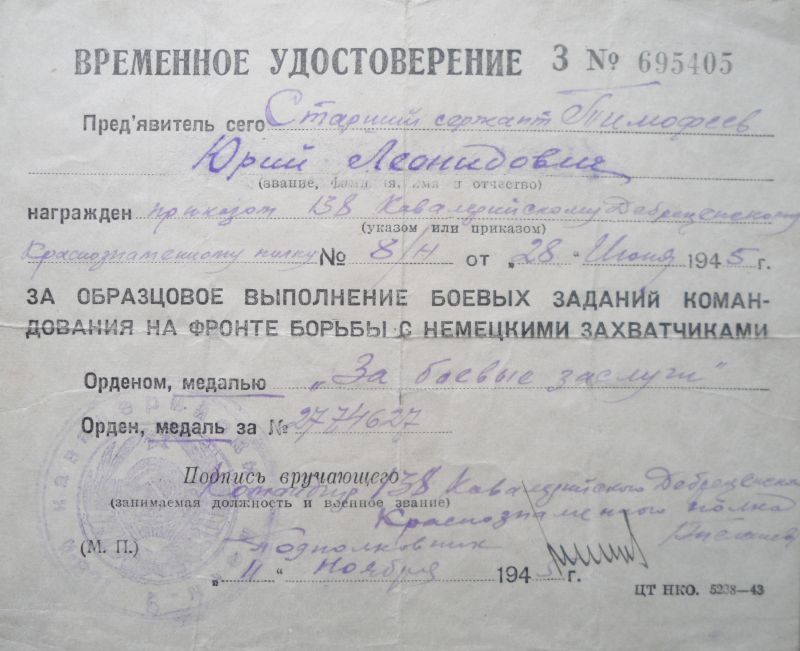 ВРЕМЕННОЕ УДОСТОВЕРЕНИЕ З № 695405
Пред'явитель сего Старший сержант Тимофеев
Юрий Леонидович
(звание, фамилия, имя и отчество)
награжден приказом 138 Кавалерийскому Дебреценскому
(указом или приказом)
Краснознаменному полку № 8/н от „28“ Июня 1945 г.
ЗА ОБРАЗЦОВОЕ ВЫПОЛНЕНИЕ БОЕВЫХ ЗАДАНИЙ КОМАН-
ДОВАНИЯ НА ФРОНТЕ БОРЬБЫ С НЕМЕЦКИМИ ЗАХВАТЧИКАМИ
Орденом, медалью „За боевые заслуги"
Орден, медаль за № 2774627
Подпись вручающего
Командир 138 Кавалерийского Дебреценского
(занимаемая должность и военное звание)
Краснознаменного полка
(М. П.) Подполковник
„11“ ноября 1945 г.
ЦТ НКО. 5238—43